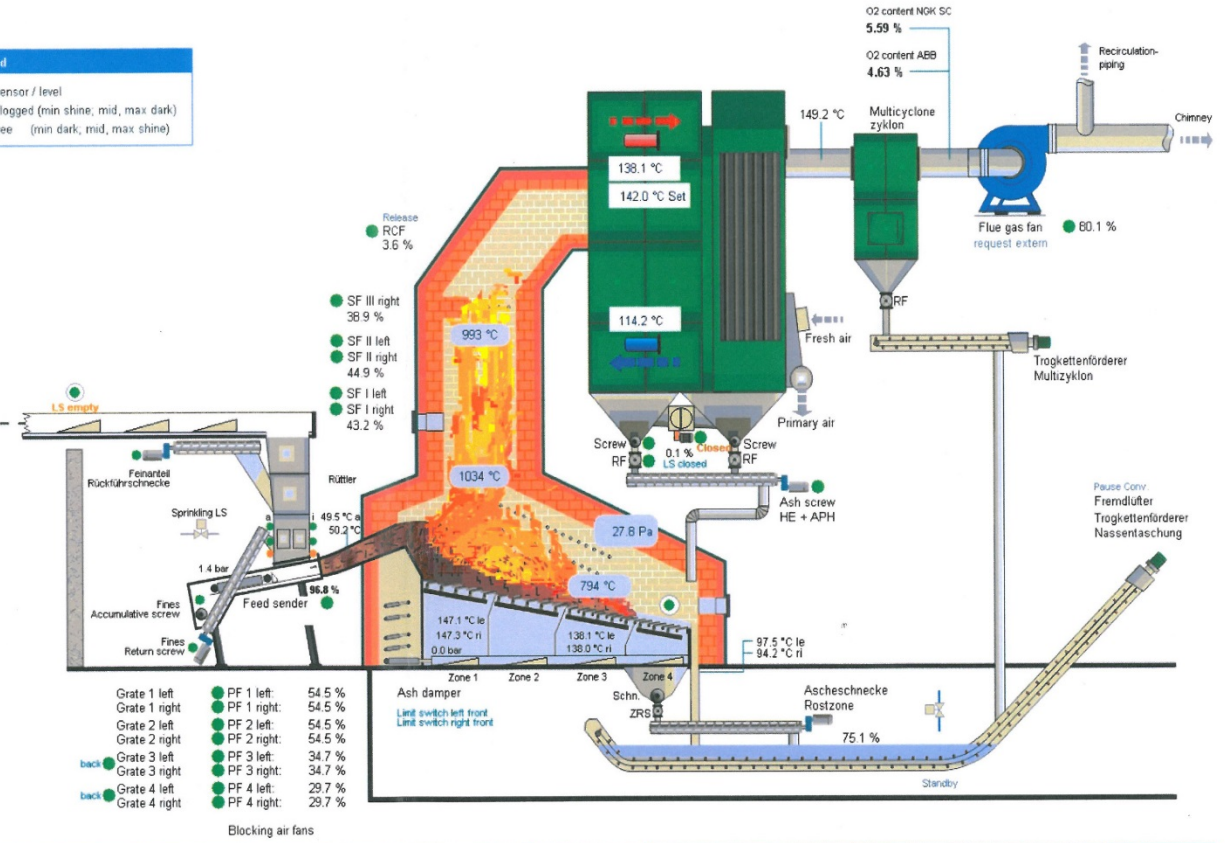 O2 content NGK SC
5.59 %
O2 content ABB
4.63 %
Recirculation-
piping
Chimney
ensor / level
logged (min shine; mid, max dark)
ee (min dark; mid, max shine)
149.2 °C
Multicyclone
zyklon
138.1 °C
142.0 °C Set
Release
RCF
3.6 %
Flue gas fan
request extern
80.1 %
RF
SF III right
38.9 %
993 °C
114.2 °C
Fresh air
SF II left
SF II right
44.9 %
Trogkettenförderer
Multizyklon
SF I left
SF I right
43.2 %
LS empty
Primary air
Screw
RF
0.1 %
Closed
LS closed
Screw
RF
Feinanteil
Rückführschnecke
Rüttler
1034 °C
Ash screw
HE + APH
Pause Conv.
Fremdlüfter
Trogkettenförderer
Nassentaschung
Sprinkling LS
a
i
49.5 °C a
50.2 °C
27.8 Pa
1.4 bar
96.8 %
Feed sender
794 °C
Fines
Accumulative screw
Fines
Return screw
147.1 °C le
147.3 °C ri
0.0 bar
138.1 °C le
138.0 °C ri
97.5 °C le
94.2 °C ri
Zone 1
Zone 2
Zone 3
Zone 4
Ash damper
Limit switch left front
Limit switch right front
Schn.
ZRS
Ascheschnecke
Rostzone
75.1 %
Standby
Grate 1 left PF 1 left: 54.5 %
Grate 1 right PF 1 right: 54.5 %
Grate 2 left PF 2 left: 54.5 %
Grate 2 right PF 2 right: 54.5 %
back Grate 3 left PF 3 left: 34.7 %
Grate 3 right PF 3 right: 34.7 %
back Grate 4 left PF 4 left: 29.7 %
Grate 4 right PF 4 right: 29.7 %
Blocking air fans